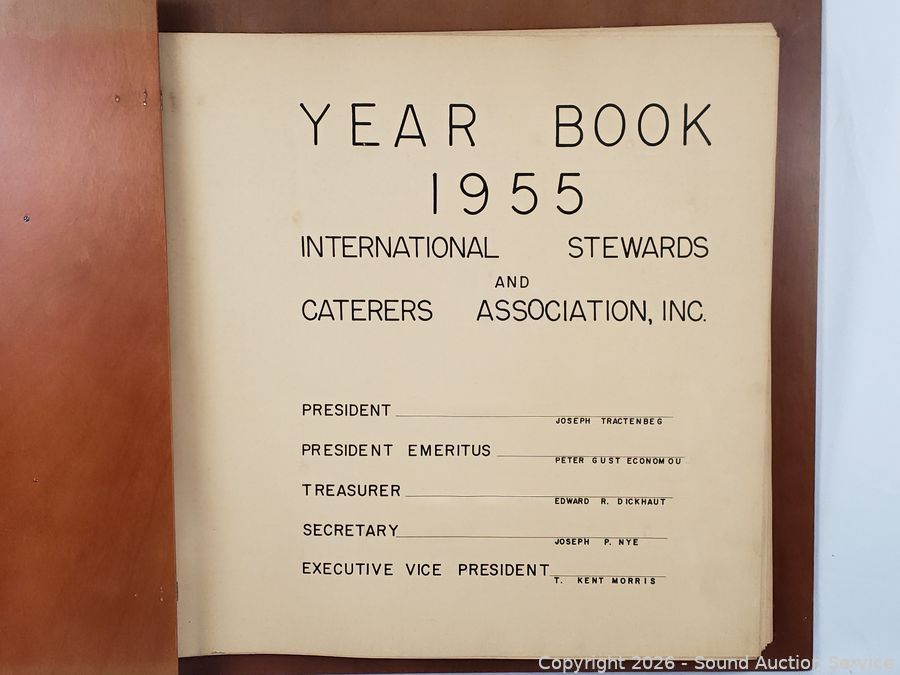 YEAR BOOK
1955
INTERNATIONAL STEWARDS
AND
CATERERS ASSOCIATION, INC.
PRESIDENT
JOSEPH TRACTENBEG
PRESIDENT EMERITUS
PETER GUST ECONOMOU
TREASURER
EDWARD R. DICKHAUT
SECRETARY
JOSEPH P. NYE
EXECUTIVE VICE PRESIDENT
T. KENT MORRIS
Copyright 2026 - Sound Auction Service